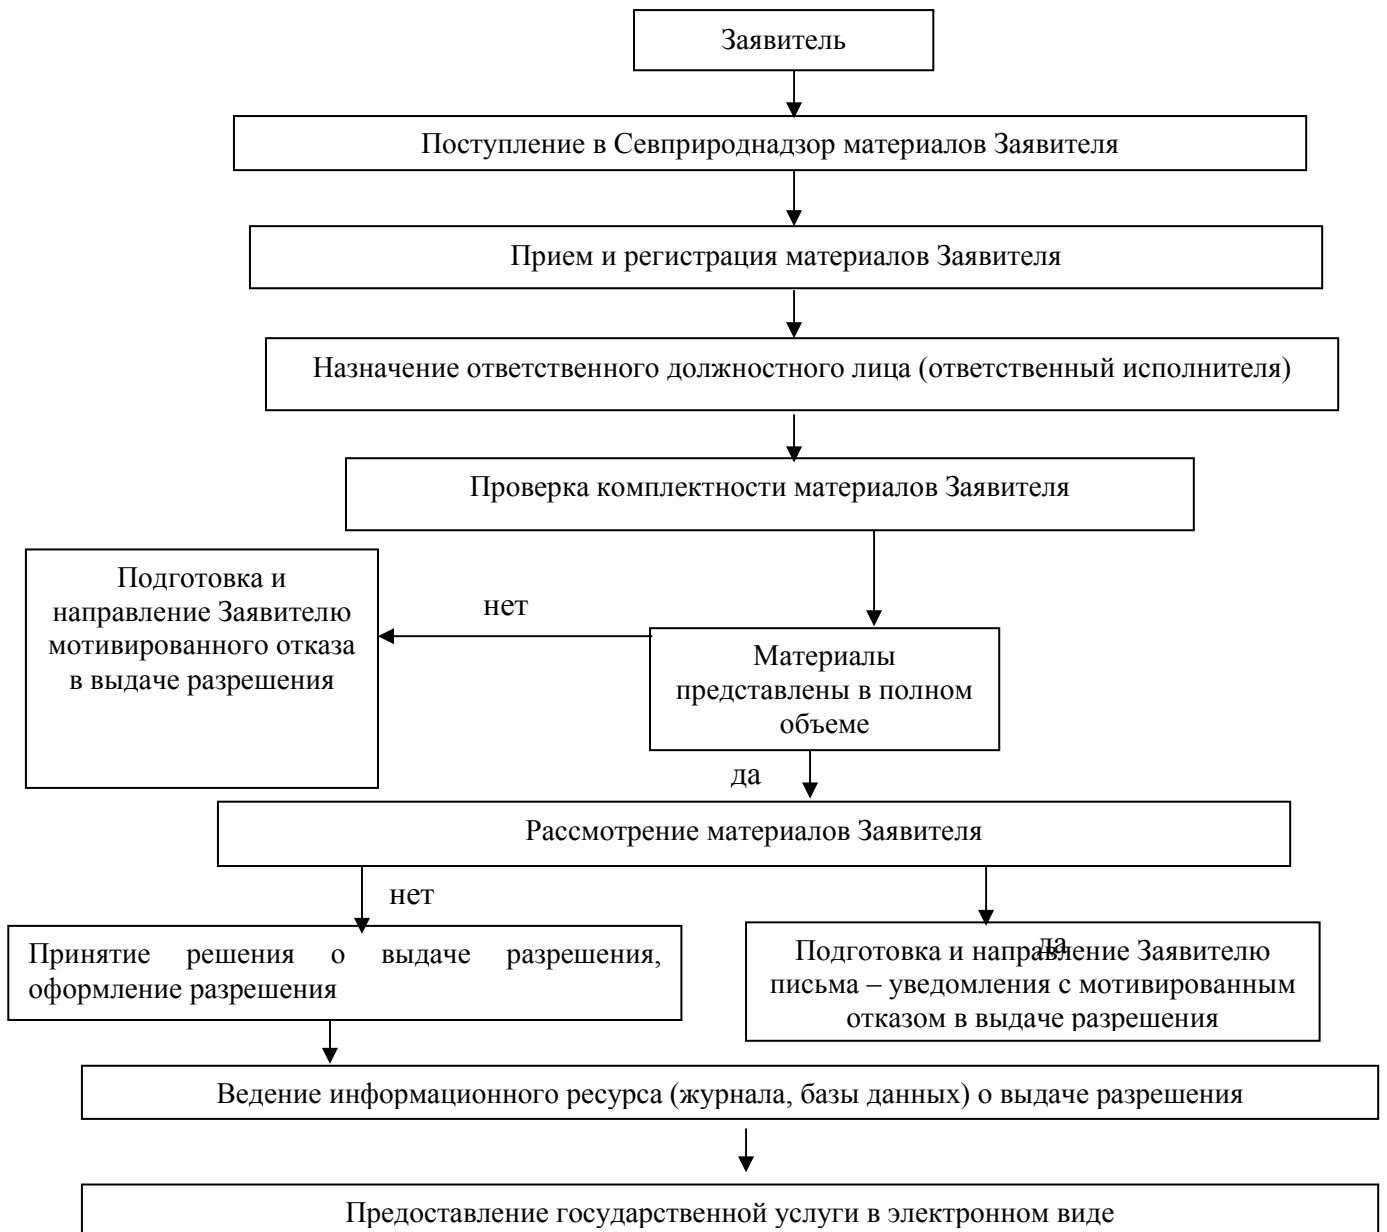 Заявитель
Поступление в Севприроднадзор материалов Заявителя
Прием и регистрация материалов Заявителя
Назначение ответственного должностного лица (ответственный исполнителя)
Проверка комплектности материалов Заявителя
Подготовка и
направление Заявителю
мотивированного отказа
в выдаче разрешения
нет
Материалы
представлены в полном
объеме
да
Рассмотрение материалов Заявителя
нет
Принятие решения о выдаче разрешения,
оформление разрешения
да
Подготовка и направление Заявителю
письма – уведомления с мотивированным
отказом в выдаче разрешения
Ведение информационного ресурса (журнала, базы данных) о выдаче разрешения
Предоставление государственной услуги в электронном виде